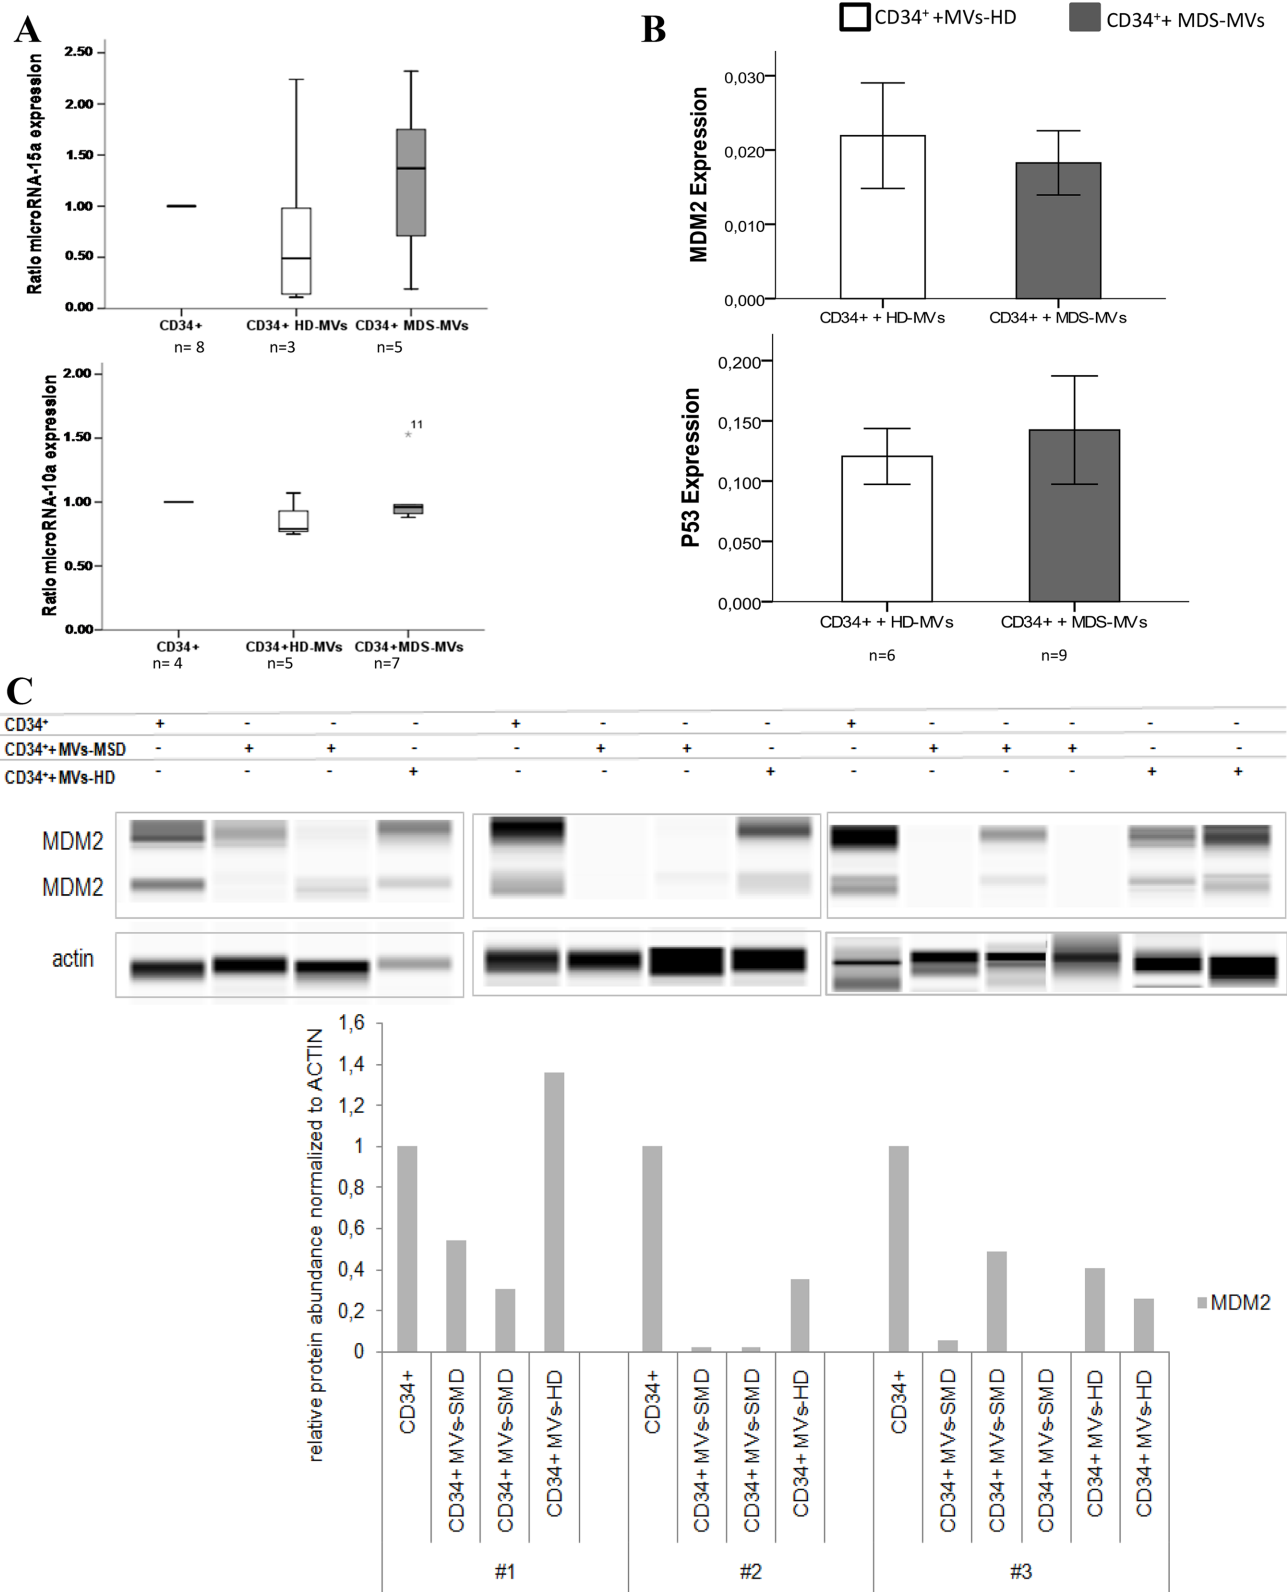 A
Ratio microRNA-15a expression
2.50
2.00
1.50
1.00
0.50
0.00
CD34+ CD34+ HD-MVs CD34+ MDS-MVs
n= 8 n=3 n=5
Ratio microRNA-10a expression
2.00
1.50
1.00
0.50
0.00
11
CD34+ CD34+HD-MVs CD34+MDS-MVs
n= 4 n=5 n=7
B
CD34⁺ +MVs-HD CD34⁺+ MDS-MVs
MDM2 Expression
0,030
0,020
0,010
0,000
CD34+ + HD-MVs CD34+ + MDS-MVs
P53 Expression
0,200
0,150
0,100
0,050
0,000
CD34+ + HD-MVs CD34+ + MDS-MVs
n=6 n=9
C
CD34⁺ + - - - + - - - + - - - - -
CD34⁺+ MVs-MSD - + + - - + + - - + + + - -
CD34⁺+ MVs-HD - - - + - - - + - - - - + +
MDM2
MDM2
actin
relative protein abundance normalized to ACTIN
1,6
1,4
1,2
1
0,8
0,6
0,4
0,2
0
CD34+
CD34+ MVs-SMD
CD34+ MVs-SMD
CD34+ MVs-HD
CD34+
CD34+ MVs-SMD
CD34+ MVs-SMD
CD34+ MVs-HD
CD34+
CD34+ MVs-SMD
CD34+ MVs-SMD
CD34+ MVs-SMD
CD34+ MVs-HD
CD34+ MVs-HD
#1 #2 #3
MDM2